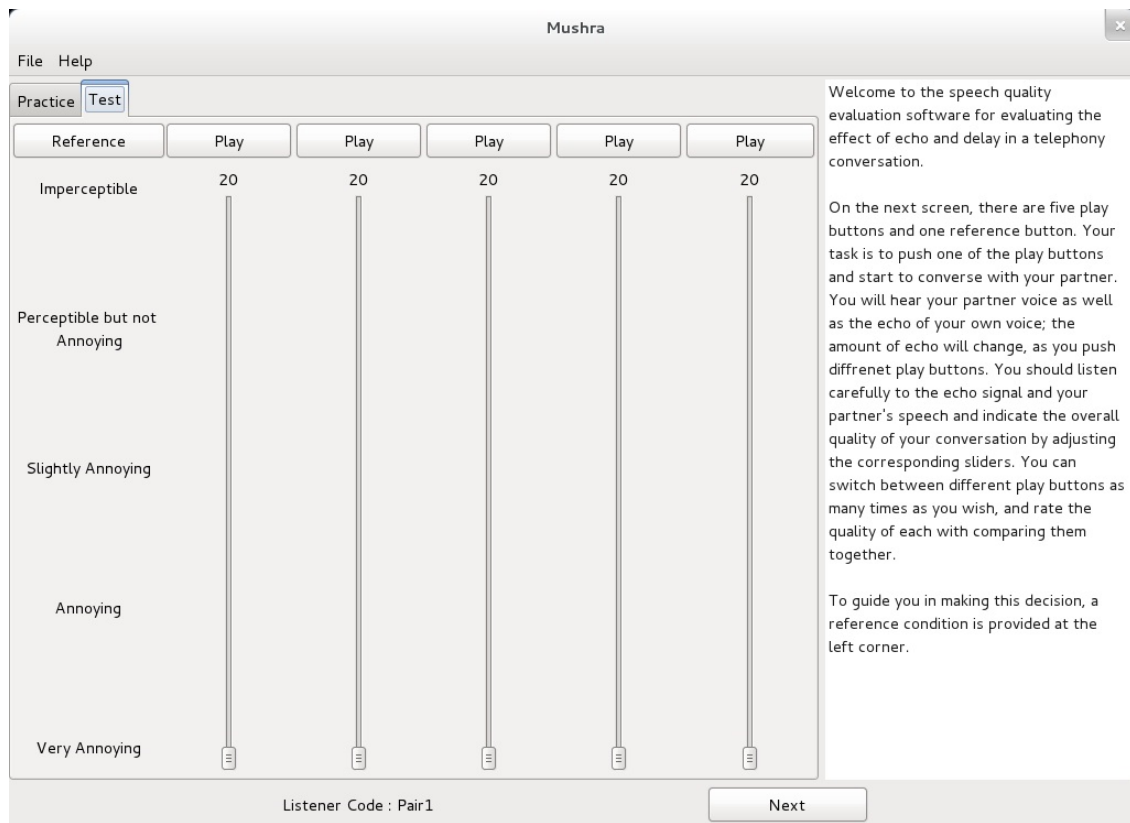 Mushra
File Help
Practice Test
Reference Play Play Play Play Play
20 20 20 20 20
Imperceptible
Perceptible but not
Annoying
Slightly Annoying
Annoying
Very Annoying
Welcome to the speech quality
evaluation software for evaluating the
effect of echo and delay in a telephony
conversation.
On the next screen, there are five play
buttons and one reference button. Your
task is to push one of the play buttons
and start to converse with your partner.
You will hear your partner voice as well
as the echo of your own voice; the
amount of echo will change, as you push
diffrenet play buttons. You should listen
carefully to the echo signal and your
partner's speech and indicate the overall
quality of your conversation by adjusting
the corresponding sliders. You can
switch between different play buttons as
many times as you wish, and rate the
quality of each with comparing them
together.
To guide you in making this decision, a
reference condition is provided at the
left corner.
Listener Code : Pair1
Next